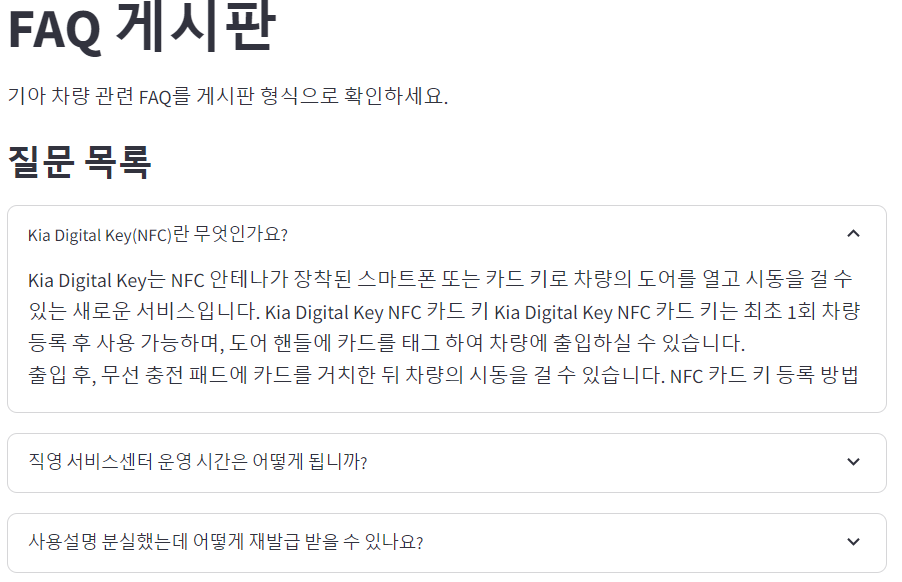 FAQ 게시판
기아 차량 관련 FAQ를 게시판 형식으로 확인하세요.
질문 목록
Kia Digital Key(NFC)란 무엇인가요?
Kia Digital Key는 NFC 안테나가 장착된 스마트폰 또는 카드 키로 차량의 도어를 열고 시동을 걸 수
있는 새로운 서비스입니다. Kia Digital Key NFC 카드 키 Kia Digital Key NFC 카드 키는 최초 1회 차량
등록 후 사용 가능하며, 도어 핸들에 카드를 태그 하여 차량에 출입하실 수 있습니다.
출입 후, 무선 충전 패드에 카드를 거치한 뒤 차량의 시동을 걸 수 있습니다. NFC 카드 키 등록 방법
직영 서비스센터 운영 시간은 어떻게 됩니까?
사용설명 분실했는데 어떻게 재발급 받을 수 있나요?